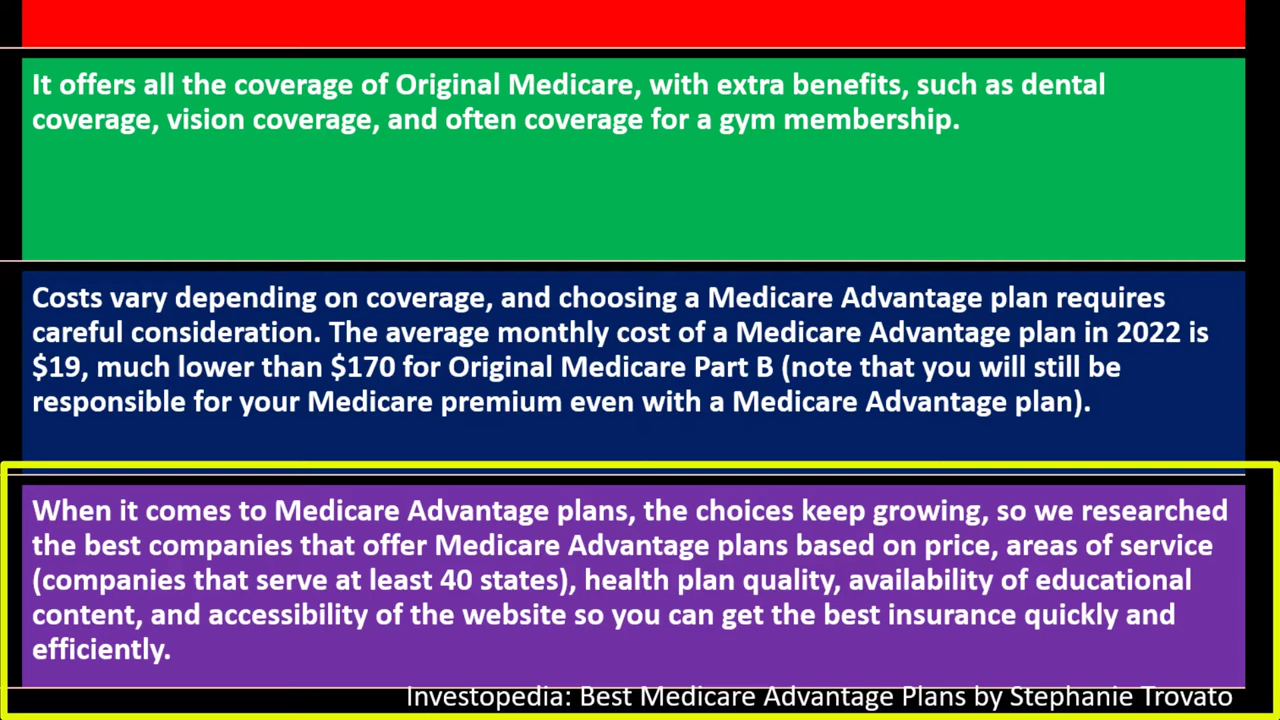 It offers all the coverage of Original Medicare, with extra benefits, such as dental
coverage, vision coverage, and often coverage for a gym membership.
Costs vary depending on coverage, and choosing a Medicare Advantage plan requires
careful consideration. The average monthly cost of a Medicare Advantage plan in 2022 is
$19, much lower than $170 for Original Medicare Part B (note that you will still be
responsible for your Medicare premium even with a Medicare Advantage plan).
When it comes to Medicare Advantage plans, the choices keep growing, so we researched
the best companies that offer Medicare Advantage plans based on price, areas of service
(companies that serve at least 40 states), health plan quality, availability of educational
content, and accessibility of the website so you can get the best insurance quickly and
efficiently.
Investopedia: Best Medicare Advantage Plans by Stephanie Trovato